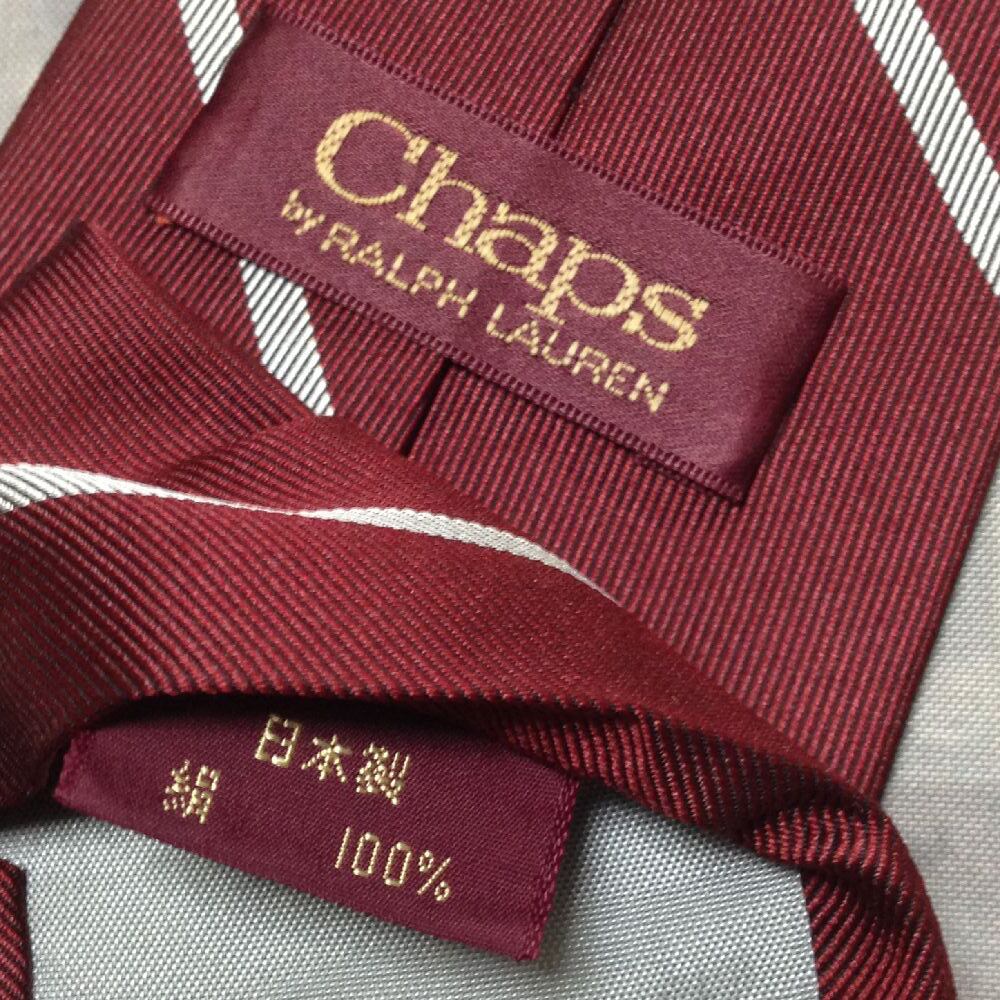 Chaps
by RALPH LAUREN
日本製
絹 100%